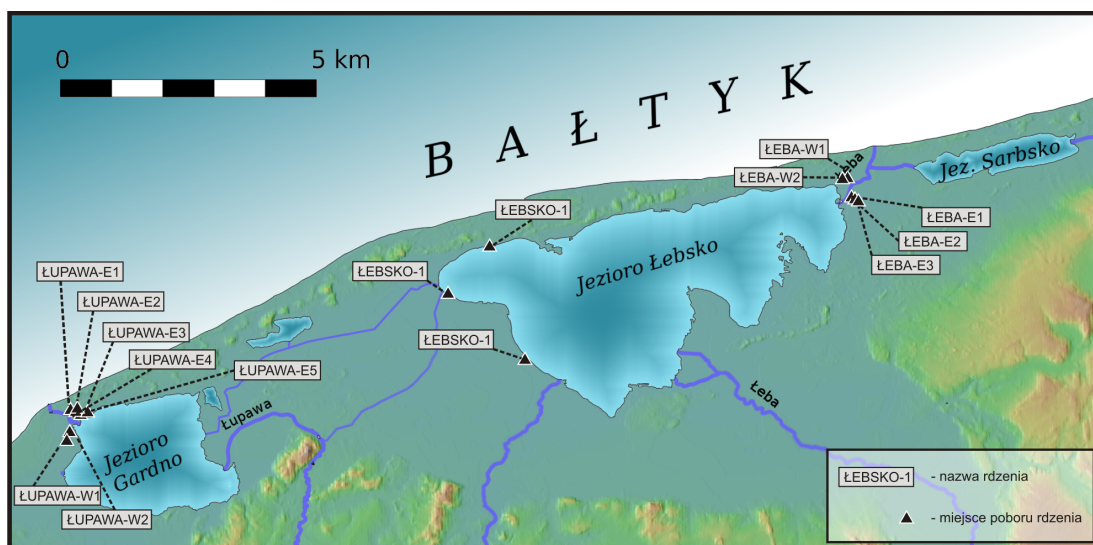 0 5 km
BAŁTYK
ŁEBA-W1
ŁEBA-W2
Łeba
Jez. Sarbsko
ŁEBSKO-1
ŁEBA-E1
ŁEBA-E2
ŁEBA-E3
Jezioro Łebsko
ŁEBSKO-1
ŁUPAWA-E1
ŁUPAWA-E2
ŁUPAWA-E3
ŁUPAWA-E4
ŁUPAWA-E5
ŁEBSKO-1
Łeba
Łupawa
Jezioro
Gardno
ŁUPAWA-W1
ŁUPAWA-W2
ŁEBSKO-1 - nazwa rdzenia
- miejsce poboru rdzenia